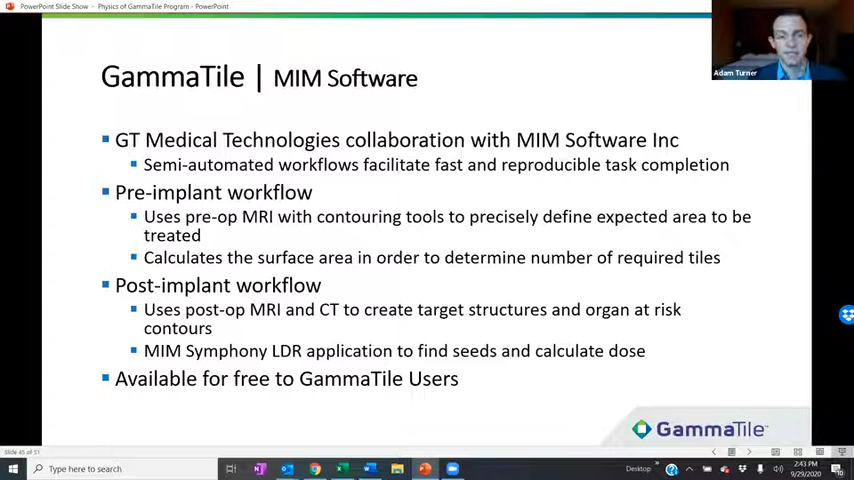 PowerPoint Slide Show - Physics of GammaTile Program - PowerPoint
Adam Turner
GammaTile | MIM Software
GT Medical Technologies collaboration with MIM Software Inc
Semi-automated workflows facilitate fast and reproducible task completion
Pre-implant workflow
Uses pre-op MRI with contouring tools to precisely define expected area to be
treated
Calculates the surface area in order to determine number of required tiles
Post-implant workflow
Uses post-op MRI and CT to create target structures and organ at risk
contours
MIM Symphony LDR application to find seeds and calculate dose
Available for free to GammaTile Users
GammaTile
Slide 45 of 51
Type here to search
Desktop
2:43 PM
9/29/2020